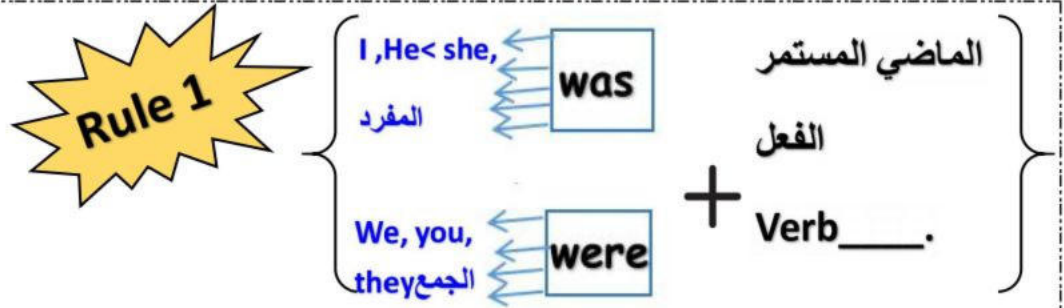 Rule 1
I ,He< she,
المفرد
was
We, you,
theyالجمع
were
+
الماضي المستمر
الفعل
Verb____.